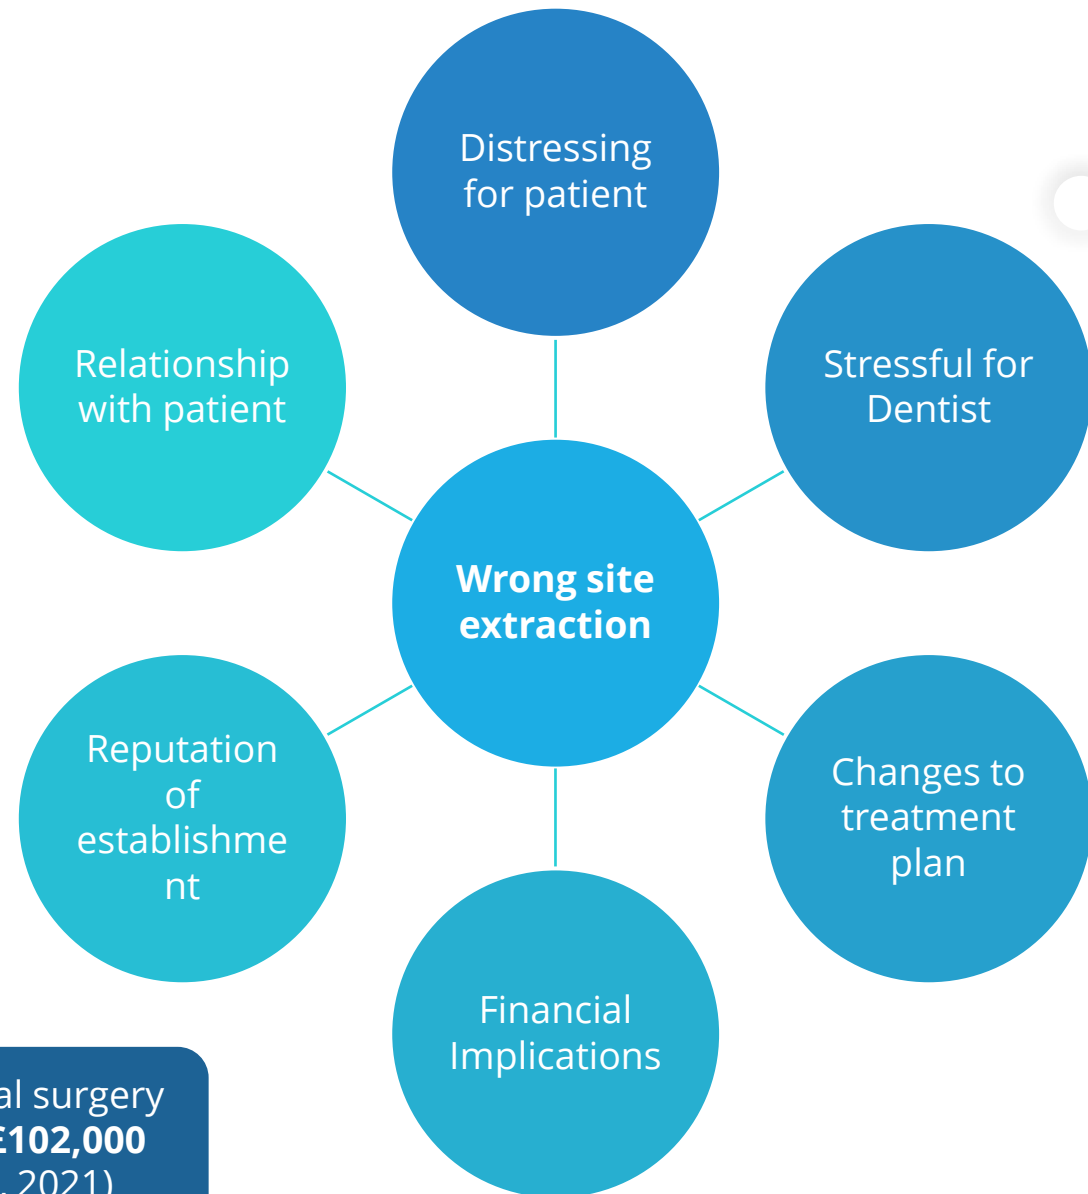 Distressing
for patient
Relationship
with patient
Stressful for
Dentist
Wrong site
extraction
Reputation
of
establishme
nt
Changes to
treatment
plan
Financial
Implications
al surgery
£102,000
, 2021)